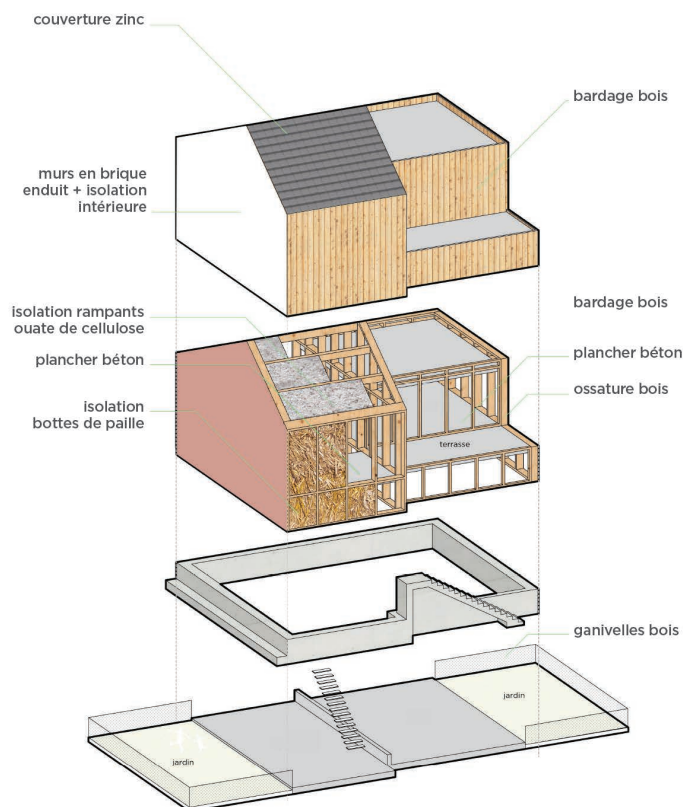 couverture zinc
bardage bois
murs en brique
enduit + isolation
intérieure
isolation rampants
ouate de cellulose
bardage bois
plancher béton
plancher béton
isolation
bottes de paille
ossature bois
terrasse
ganivelles bois
jardin
jardin